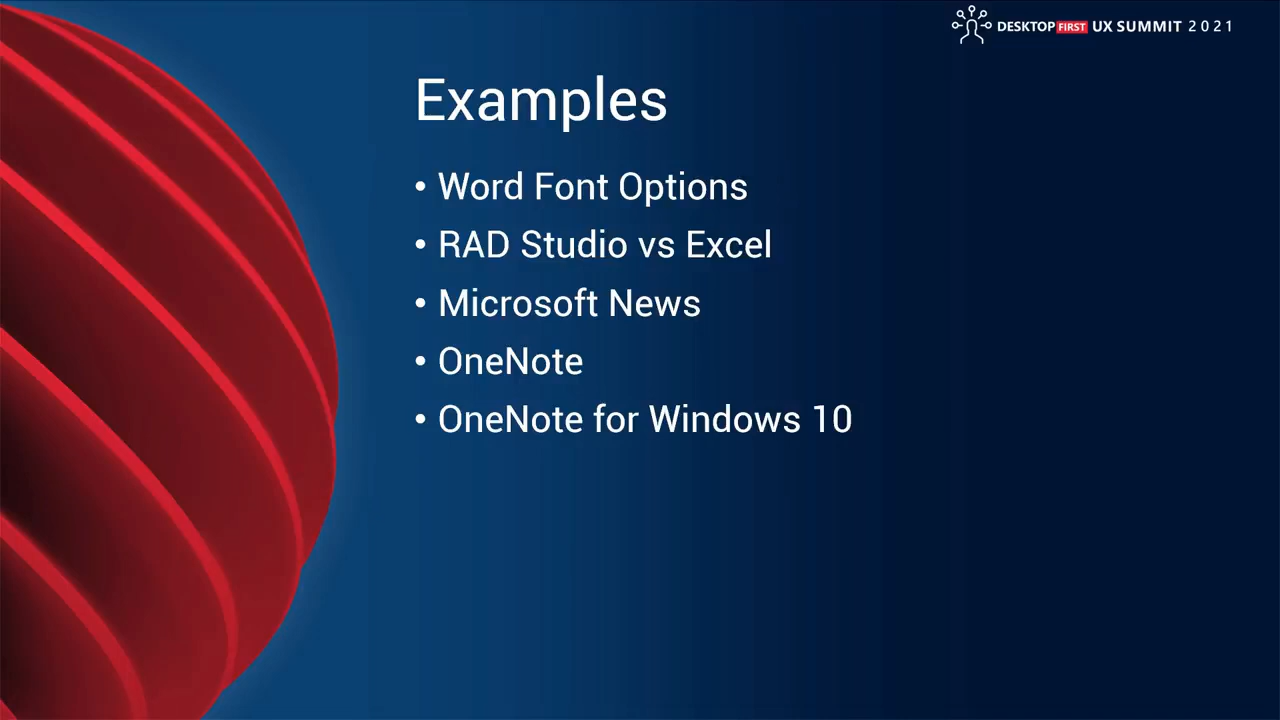 DESKTOP FIRST UX SUMMIT 2021
Examples
• Word Font Options
• RAD Studio vs Excel
• Microsoft News
• OneNote
• OneNote for Windows 10